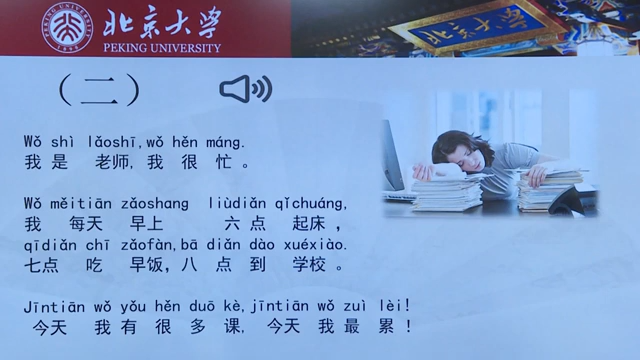 北京大学
PEKING UNIVERSITY
（二）
Wǒ shì lǎoshī,wǒ hěn máng.
我 是 老师, 我 很 忙 。
Wǒ měitiān zǎoshang liùdiǎn qǐchuáng,
我 每天 早上 六 点 起床 ，
qīdiǎn chī zǎofàn,bā diǎn dào xuéxiào.
七点 吃 早饭, 八 点 到 学校 。
Jīntiān wǒ yǒu hěn duō kè,jīntiān wǒ zuì lèi!
今天 我 有 很 多 课, 今天 我 最 累 !